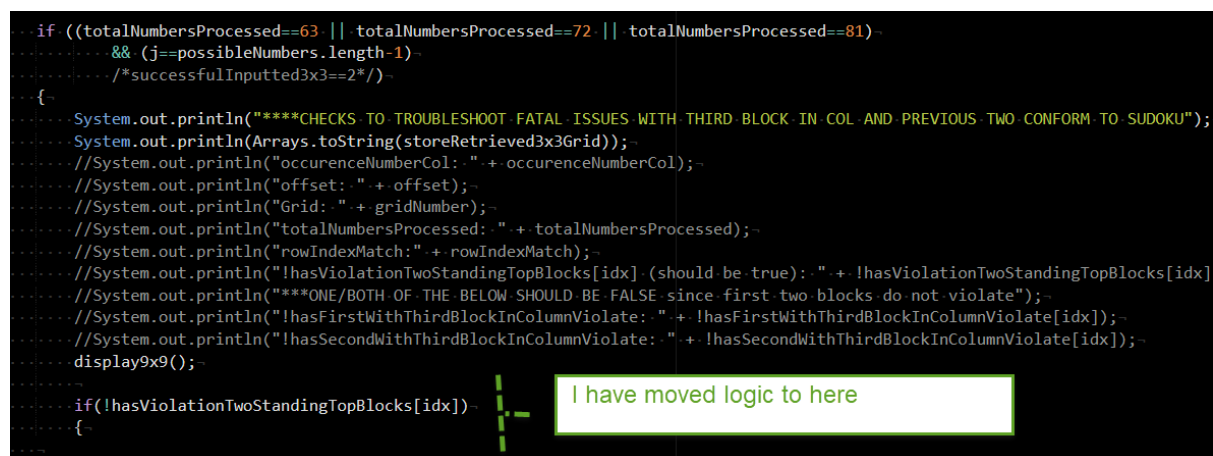 if ((totalNumbersProcessed==63 || totalNumbersProcessed==72 || totalNumbersProcessed==81)
&& (j==possibleNumbers.length-1)
/*successfulInputted3x3==2*/)
{
System.out.println("****CHECKS TO TROUBLESHOOT FATAL ISSUES WITH THIRD BLOCK IN COL AND PREVIOUS TWO CONFORM TO SUDOKU");
System.out.println(Arrays.toString(storeRetrieved3x3Grid));
//System.out.println("occurenceNumberCol: " + occurenceNumberCol);
//System.out.println("offset: " + offset);
//System.out.println("Grid: " + gridNumber);
//System.out.println("totalNumbersProcessed: " + totalNumbersProcessed);
//System.out.println("rowIndexMatch:" + rowIndexMatch);
//System.out.println("!hasViolationTwoStandingTopBlocks[idx] (should be true): " + !hasViolationTwoStandingTopBlocks[idx]
//System.out.println("***ONE/BOTH OF THE BELOW SHOULD BE FALSE since first two blocks do not violate");
//System.out.println("!hasFirstWithThirdBlockInColumnViolate: " + !hasFirstWithThirdBlockInColumnViolate[idx]);
//System.out.println("!hasSecondWithThirdBlockInColumnViolate: " + !hasSecondWithThirdBlockInColumnViolate[idx]);
display9x9();
if(!hasViolationTwoStandingTopBlocks[idx])
{
I have moved logic to here